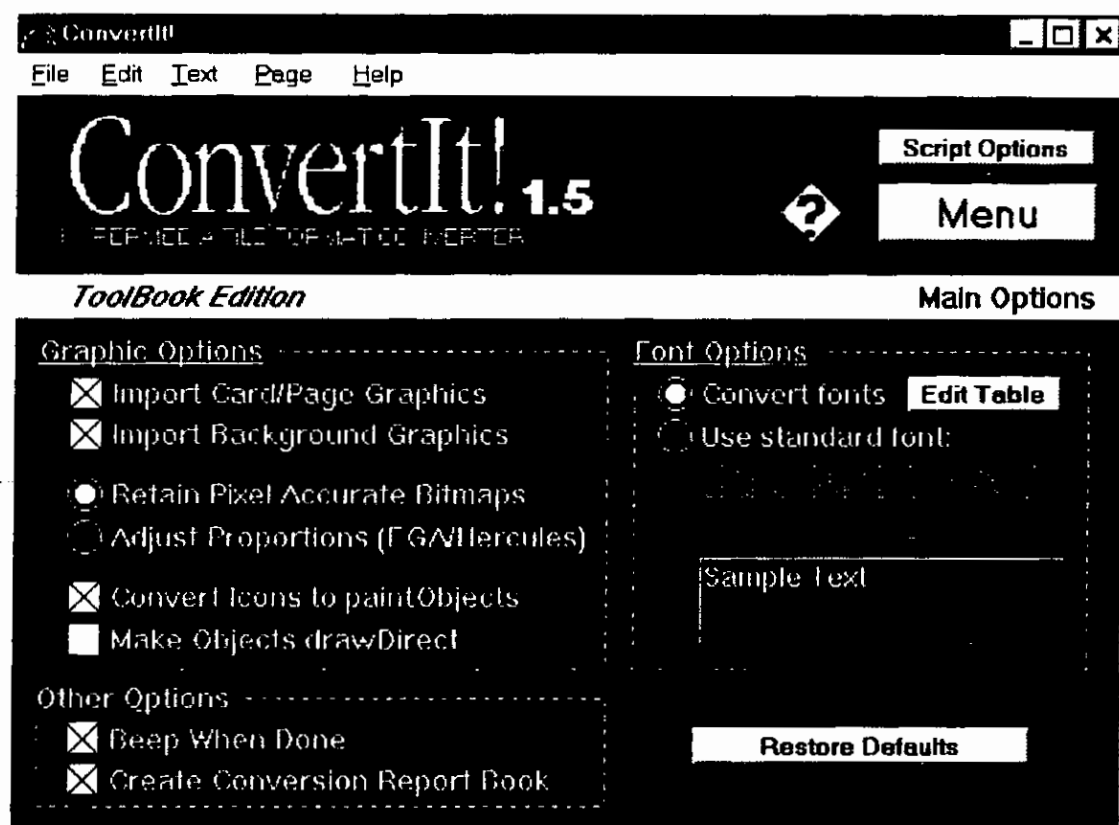 ConvertIt!
File Edit Text Page Help
ConvertIt! 1.5
Script Options
Menu
ToolBook Edition
Main Options
Graphic Options
Import Card/Page Graphics
Import Background Graphics
Retain Pixel Accurate Bitmaps
Adjust Proportions (EGA/Hercules)
Convert Icons to paintObjects
Make Objects drawDirect
Other Options
Beep When Done
Create Conversion Report Book
Font Options
Convert fonts Edit Table
Use standard font:
Sample Text
Restore Defaults